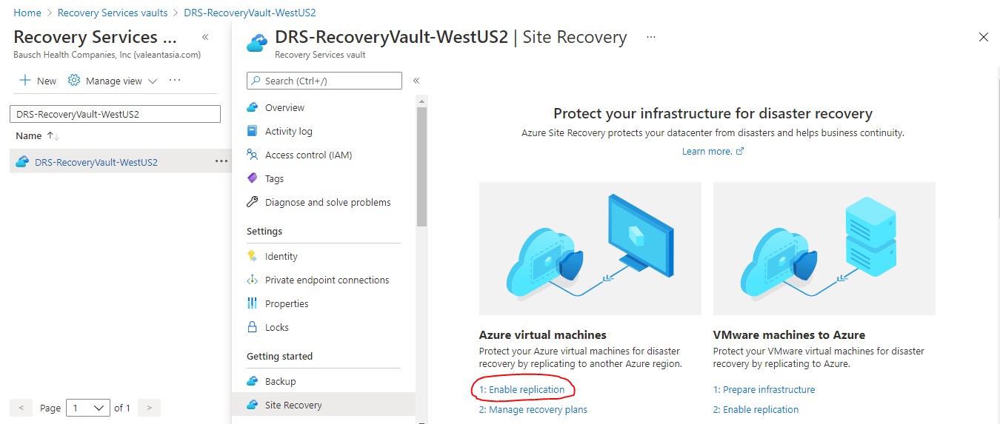 Home > Recovery Services vaults > DRS-RecoveryVault-WestUS2
Recovery Services ... «
Bausch Health Companies, Inc (valeantasia.com)
+ New Manage view ...
DRS-RecoveryVault-WestUS2
Name ↑↓
DRS-RecoveryVault-WestUS2 ...
< Page 1 of 1 >
DRS-RecoveryVault-WestUS2 | Site Recovery ...
Recovery Services vault
Search (Ctrl+/) «
Overview
Activity log
Access control (IAM)
Tags
Diagnose and solve problems
Settings
Identity
Private endpoint connections
Properties
Locks
Getting started
Backup
Site Recovery
Protect your infrastructure for disaster recovery
Azure Site Recovery protects your datacenter from disasters and helps business continuity.
Learn more.
Azure virtual machines
Protect your Azure virtual machines for disaster
recovery by replicating to another Azure region.
1: Enable replication
2: Manage recovery plans
VMware machines to Azure
Protect your VMware virtual machines for disaster
recovery by replicating to Azure.
1: Prepare infrastructure
2: Enable replication